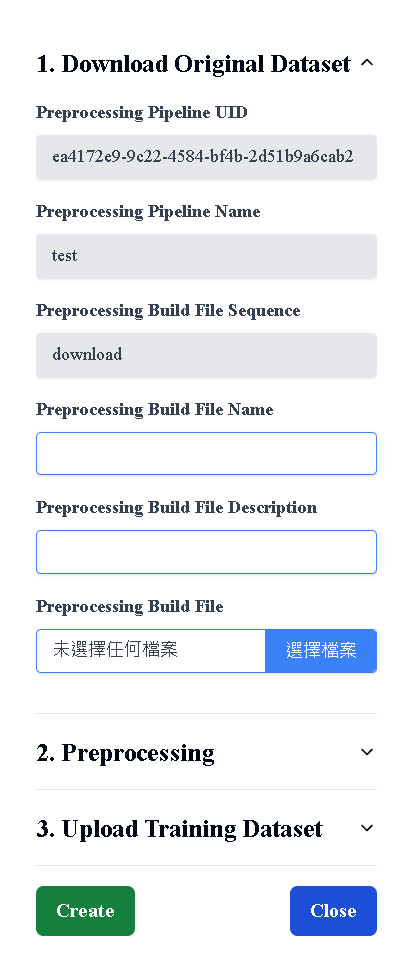 1. Download Original Dataset
Preprocessing Pipeline UID
ea4172e9-9c22-4584-bf4b-2d51b9a6cab2
Preprocessing Pipeline Name
test
Preprocessing Build File Sequence
download
Preprocessing Build File Name
Preprocessing Build File Description
Preprocessing Build File
未選擇任何檔案 選擇檔案
2. Preprocessing
3. Upload Training Dataset
Create Close